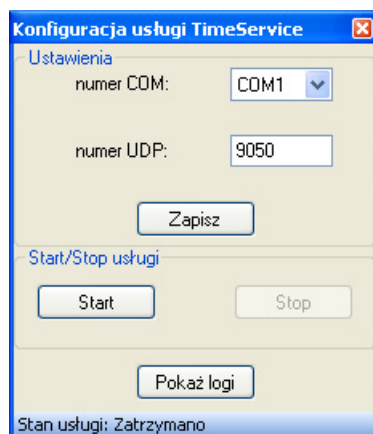 Konfiguracja usługi TimeService
Ustawienia
numer COM: COM1
numer UDP: 9050
Zapisz
Start/Stop usługi
Start Stop
Pokaż logi
Stan usługi: Zatrzymano